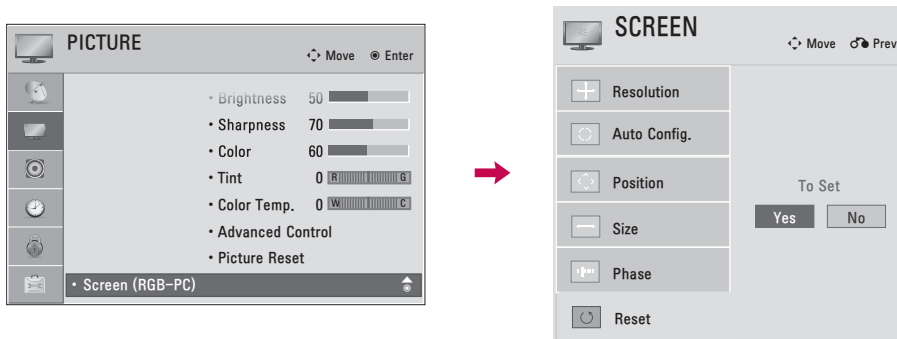 PICTURE
Move Enter
• Brightness 50
• Sharpness 70
• Color 60
• Tint 0 R G
• Color Temp. 0 W C
• Advanced Control
• Picture Reset
• Screen (RGB-PC)
SCREEN
Move Prev
Resolution
Auto Config.
Position
Size
Phase
Reset
To Set
Yes No